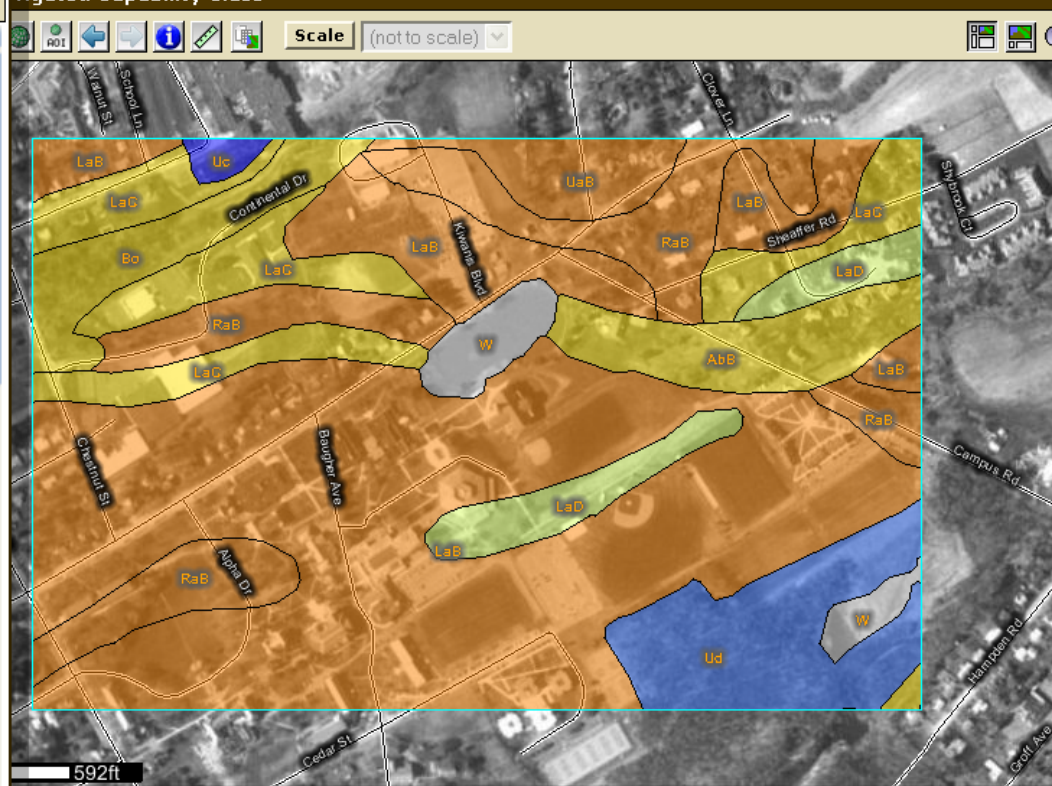 AOI
Scale
(not to scale)
Walnut St
School Ln
Clover Ln
LaB
Uc
LaC
Continental Dr
UaB
LaB
Shybrook Ct
LaC
Sheaffer Rd
Kiwanis Blvd
LaB
RaB
Bo
LaC
LaD
RaB
W
AbB
LaC
LaB
RaB
Chestnut St
Baugher Ave
Campus Rd
LaD
LaB
RaB
Alpha Dr
W
Hampden Rd
Ud
Cedar St
Groff Ave
592ft